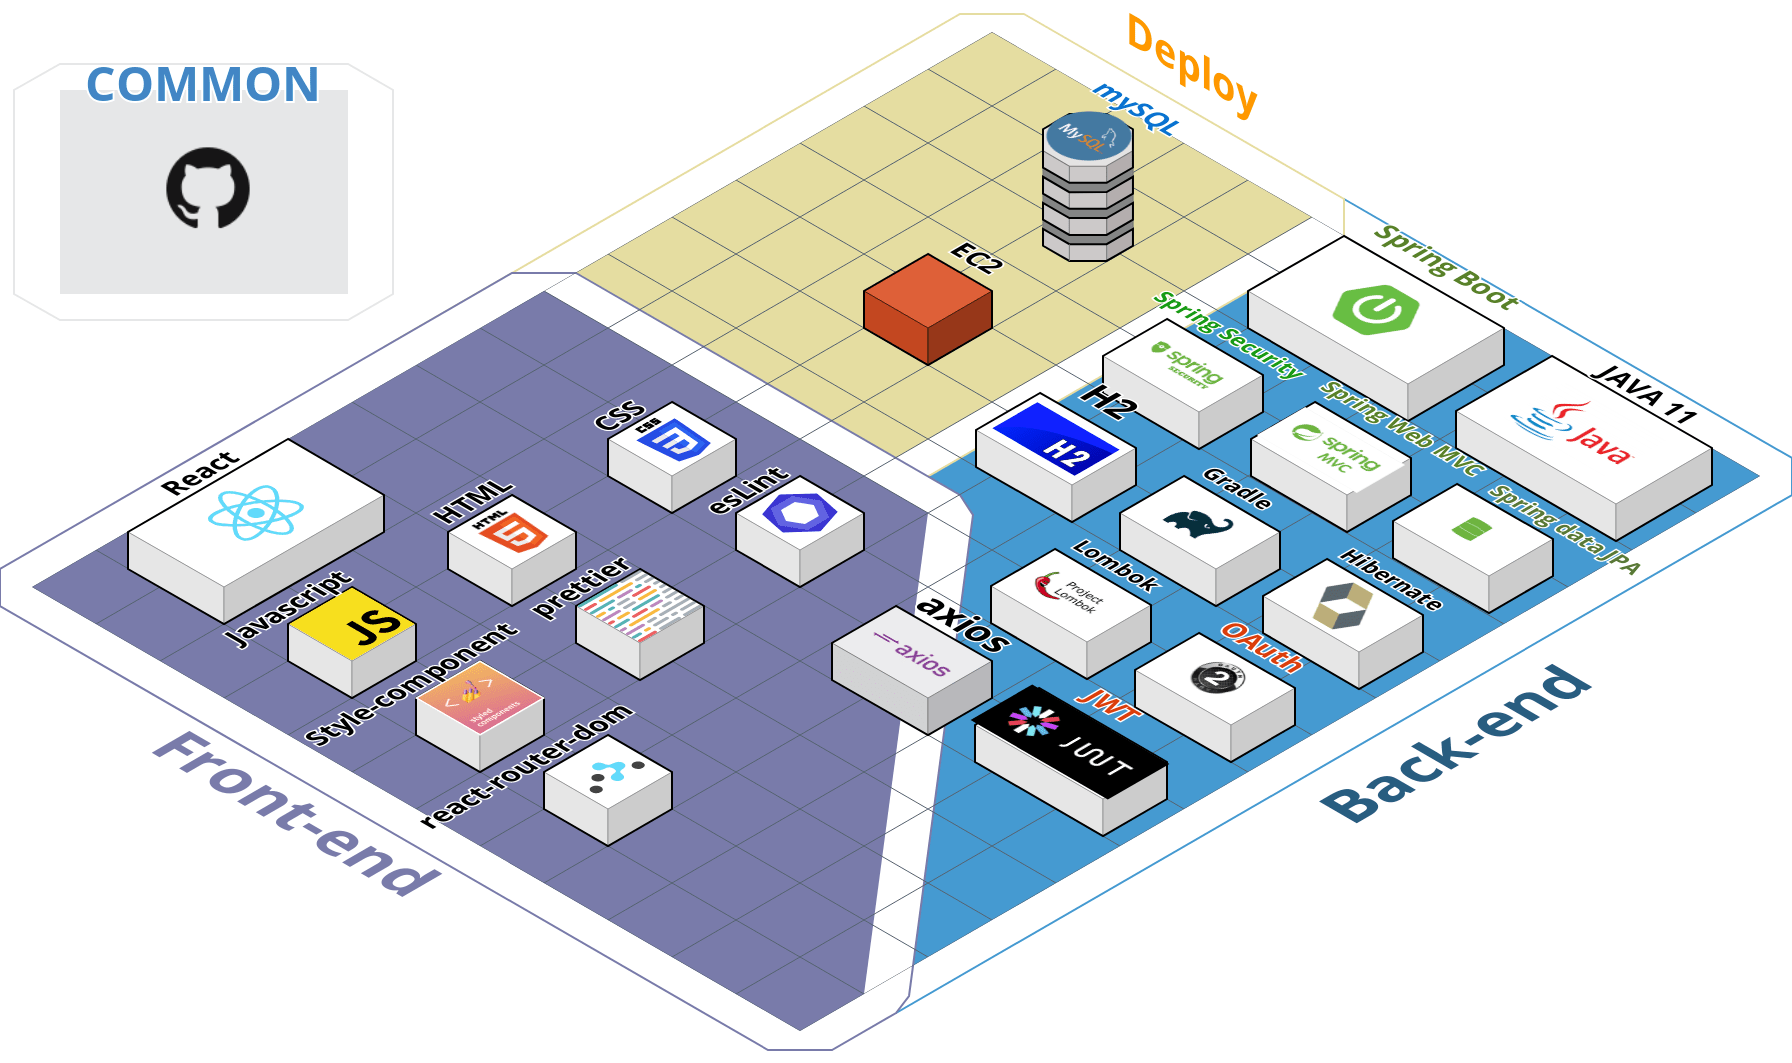 COMMON
Deploy
mySQL
MySQL
EC2
Spring Boot
Spring Security
spring
SECURITY
JAVA 11
Java
H2
H2
Spring Web MVC
spring
MVC
Gradle
Spring data JPA
Lombok
Project
Lombok
Hibernate
OAuth
2
axios
axios
JWT
JWT
Back-end
CSS
CSS
esLint
React
HTML
HTML
prettier
Javascript
JS
Style-component
< >
styled
components
react-router-dom
Front-end